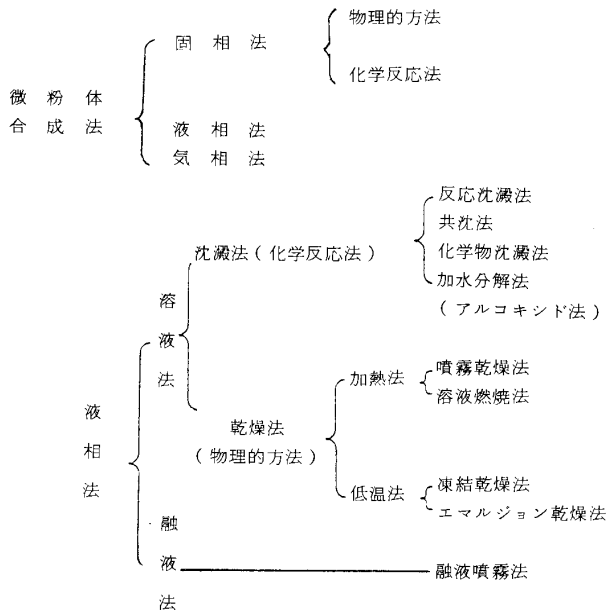 物理的方法
固相法
化学反応法
微粉体
合成法
液相法
気相法
反応沈澱法
共沈法
沈澱法(化学反応法)
化学物沈澱法
加水分解法
(アルコキシド法)
溶液法
噴霧乾燥法
加熱法
溶液燃焼法
乾燥法
(物理的方法)
液相法
凍結乾燥法
低温法
エマルジョン乾燥法
融液法
融液噴霧法